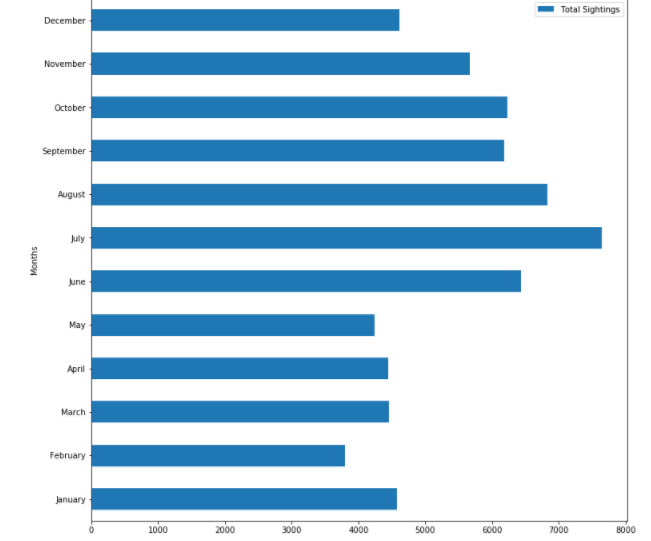 Total Sightings
December
November
October
September
August
July
June
May
April
March
February
January
Months
0 1000 2000 3000 4000 5000 6000 7000 8000